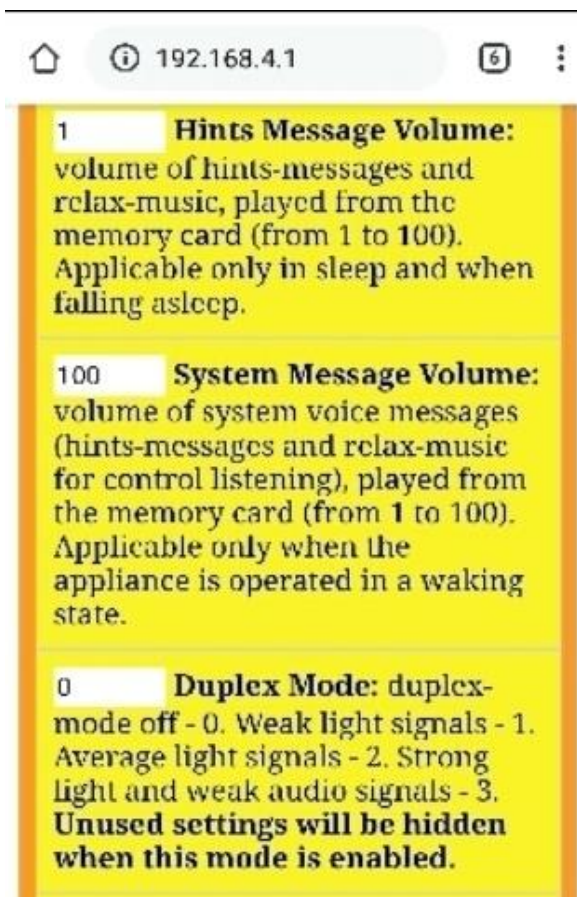 192.168.4.1
6
1 Hints Message Volume:
volume of hints-messages and
relax-music, played from the
memory card (from 1 to 100).
Applicable only in sleep and when
falling asleep.
100 System Message Volume:
volume of system voice messages
(hints-messages and relax-music
for control listening), played from
the memory card (from 1 to 100).
Applicable only when the
appliance is operated in a waking
state.
0 Duplex Mode: duplex-
mode off - 0. Weak light signals - 1.
Average light signals - 2. Strong
light and weak audio signals - 3.
Unused settings will be hidden
when this mode is enabled.